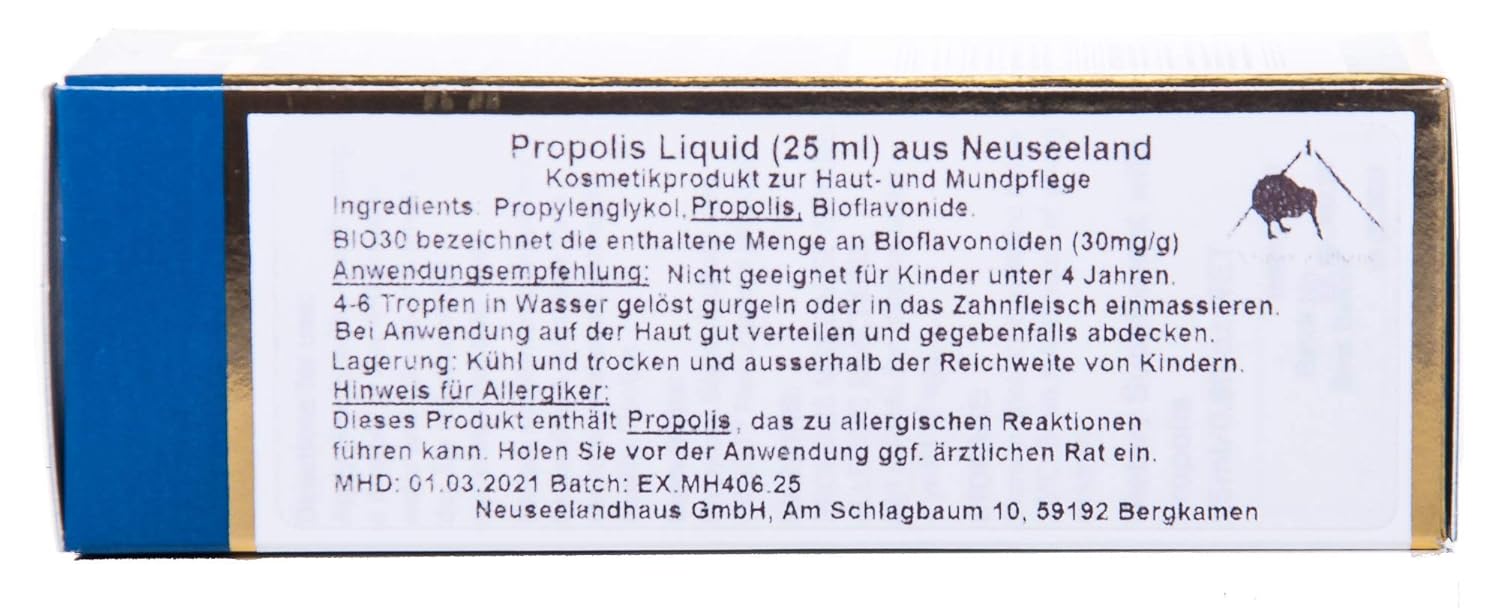 Propolis Liquid (25 ml) aus Neuseeland
Kosmetikprodukt zur Haut- und Mundpflege
Ingredients: Propylenglykol, Propolis, Bioflavonide.
BIO30 bezeichnet die enthaltene Menge an Bioflavonoiden (30mg/g)
Anwendungsempfehlung: Nicht geeignet für Kinder unter 4 Jahren.
4-6 Tropfen in Wasser gelöst gurgeln oder in das Zahnfleisch einmassieren.
Bei Anwendung auf der Haut gut verteilen und gegebenfalls abdecken.
Lagerung: Kühl und trocken und ausserhalb der Reichweite von Kindern.
Hinweis für Allergiker:
Dieses Produkt enthält Propolis, das zu allergischen Reaktionen
führen kann. Holen Sie vor der Anwendung ggf. ärztlichen Rat ein.
MHD: 01.03.2021 Batch: EX.MH406.25
Neuseelandhaus GmbH, Am Schlagbaum 10, 59192 Bergkamen